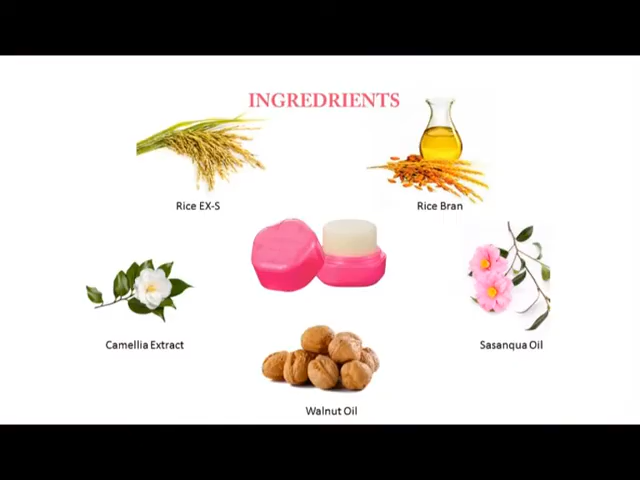 INGREDRIENTS
Rice EX-S
Rice Bran
Camellia Extract
Sasanqua Oil
Walnut Oil